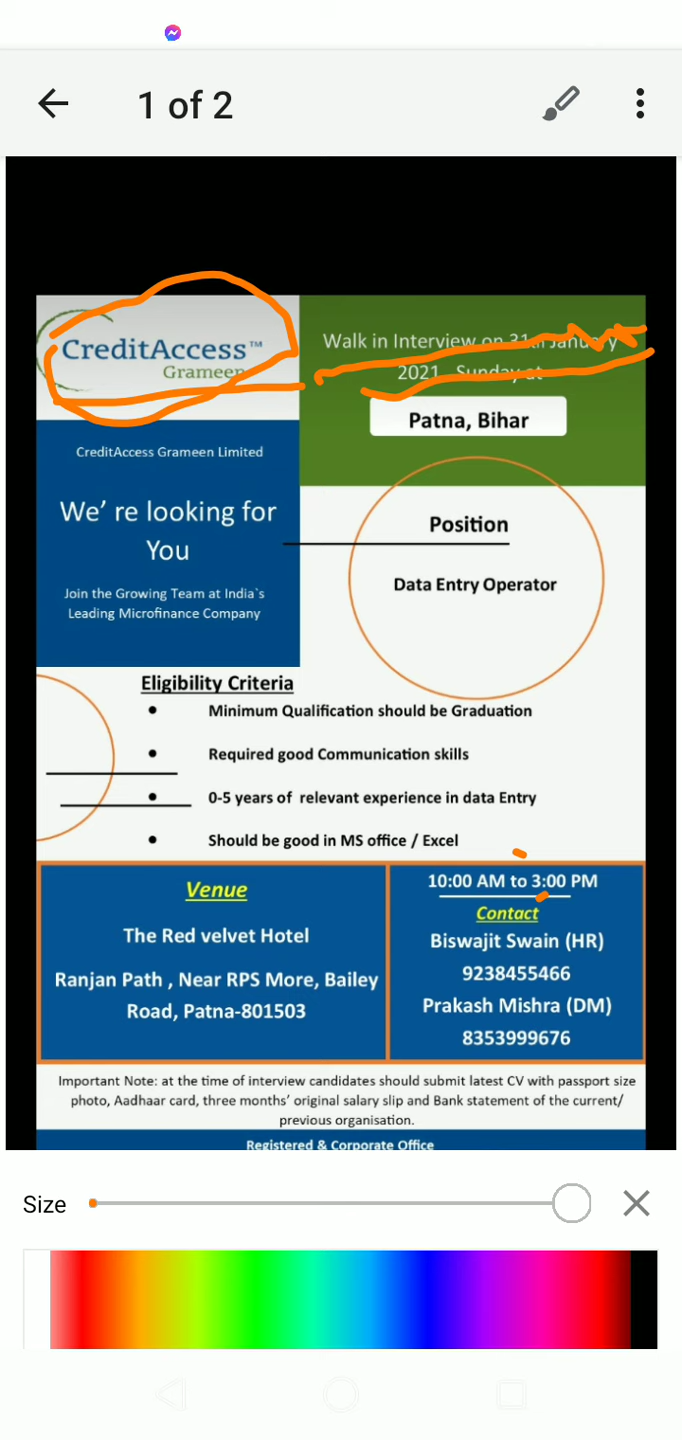 1 of 2
CreditAccess™
Grameen
Walk in Interview on 31st January
2021, Sunday at
Patna, Bihar
CreditAccess Grameen Limited
We' re looking for
You
Join the Growing Team at India`s
Leading Microfinance Company
Position
Data Entry Operator
Eligibility Criteria
• Minimum Qualification should be Graduation
• Required good Communication skills
• 0-5 years of relevant experience in data Entry
• Should be good in MS office / Excel
Venue
The Red velvet Hotel
Ranjan Path , Near RPS More, Bailey
Road, Patna-801503
10:00 AM to 3:00 PM
Contact
Biswajit Swain (HR)
9238455466
Prakash Mishra (DM)
8353999676
Important Note: at the time of interview candidates should submit latest CV with passport size
photo, Aadhaar card, three months' original salary slip and Bank statement of the current/
previous organisation.
Registered & Corporate Office
Size